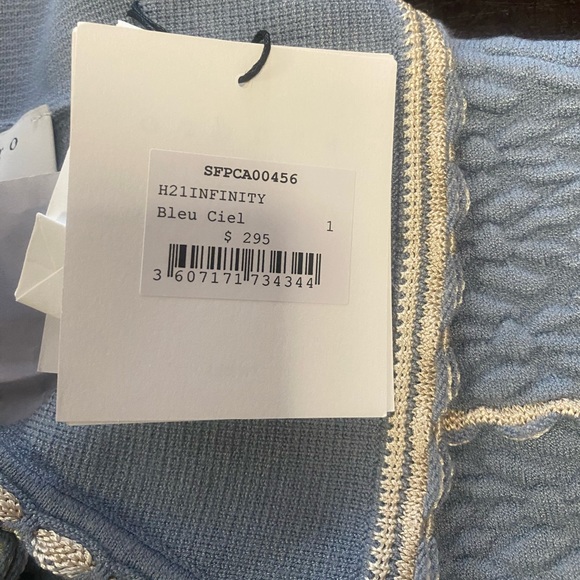 SFPCA00456
H21INFINITY
Bleu Ciel 1
$ 295
3 607171 734344